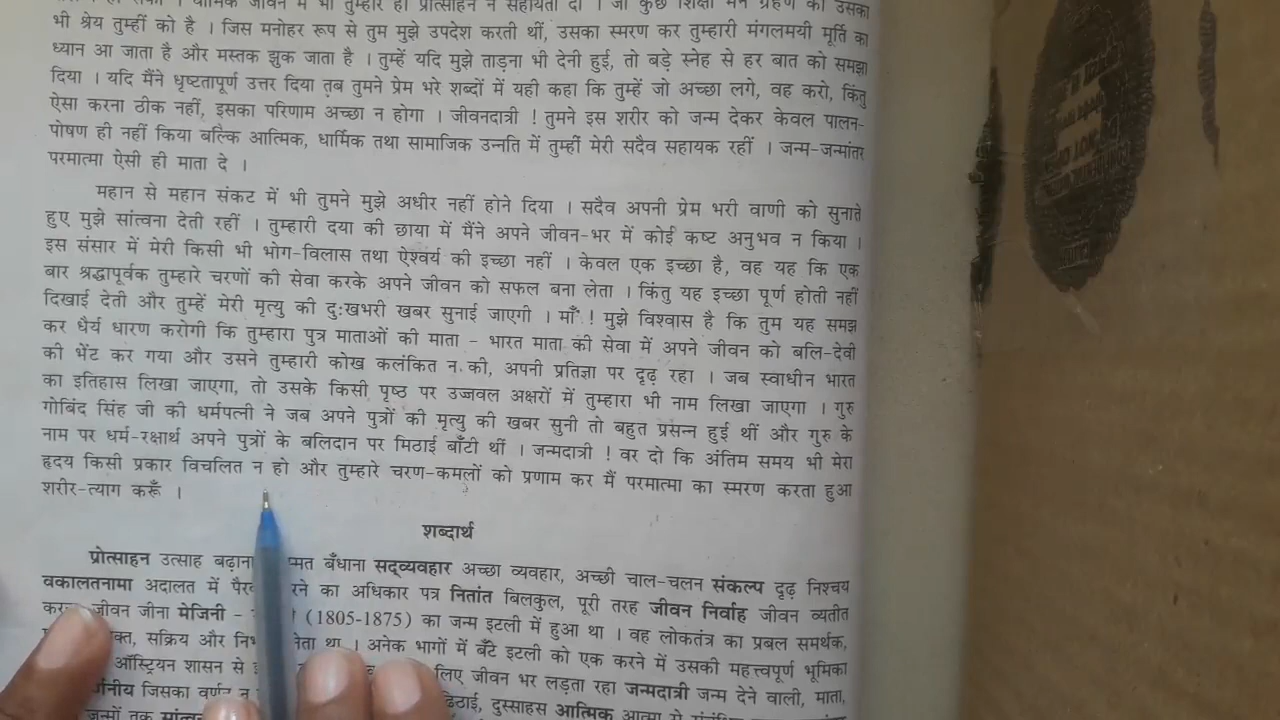 भी श्रेय तुम्हीं को है । जिस मनोहर रूप से तुम मुझे उपदेश करती थीं, उसका स्मरण कर तुम्हारी मंगलमयी मूर्ति का
ध्यान आ जाता है और मस्तक झुक जाता है । तुम्हें यदि मुझे ताड़ना भी देनी हुई, तो बड़े स्नेह से हर बात को समझा
दिया । यदि मैंने धृष्टतापूर्ण उत्तर दिया तब तुमने प्रेम भरे शब्दों में यही कहा कि तुम्हें जो अच्छा लगे, वह करो, किंतु
ऐसा करना ठीक नहीं, इसका परिणाम अच्छा न होगा । जीवनदात्री ! तुमने इस शरीर को जन्म देकर केवल पालन-
पोषण ही नहीं किया बल्कि आत्मिक, धार्मिक तथा सामाजिक उन्नति में तुम्हीं मेरी सदैव सहायक रहीं । जन्म-जन्मांतर
परमात्मा ऐसी ही माता दे ।
महान से महान संकट में भी तुमने मुझे अधीर नहीं होने दिया । सदैव अपनी प्रेम भरी वाणी को सुनाते
हुए मुझे सांत्वना देती रहीं । तुम्हारी दया की छाया में मैंने अपने जीवन-भर में कोई कष्ट अनुभव न किया ।
इस संसार में मेरी किसी भी भोग-विलास तथा ऐश्वर्य की इच्छा नहीं । केवल एक इच्छा है, वह यह कि एक
बार श्रद्धापूर्वक तुम्हारे चरणों की सेवा करके अपने जीवन को सफल बना लेता । किंतु यह इच्छा पूर्ण होती नहीं
दिखाई देती और तुम्हें मेरी मृत्यु की दुःखभरी खबर सुनाई जाएगी । माँ ! मुझे विश्वास है कि तुम यह समझ
कर धैर्य धारण करोगी कि तुम्हारा पुत्र माताओं की माता - भारत माता की सेवा में अपने जीवन को बलि-देवी
की भेंट कर गया और उसने तुम्हारी कोख कलंकित न की, अपनी प्रतिज्ञा पर दृढ़ रहा । जब स्वाधीन भारत
का इतिहास लिखा जाएगा, तो उसके किसी पृष्ठ पर उज्जवल अक्षरों में तुम्हारा भी नाम लिखा जाएगा । गुरु
गोबिंद सिंह जी की धर्मपत्नी ने जब अपने पुत्रों की मृत्यु की खबर सुनी तो बहुत प्रसन्न हुई थीं और गुरु के
नाम पर धर्म-रक्षार्थ अपने पुत्रों के बलिदान पर मिठाई बाँटी थीं । जन्मदात्री ! वर दो कि अंतिम समय भी मेरा
हृदय किसी प्रकार विचलित न हो और तुम्हारे चरण-कमलों को प्रणाम कर मैं परमात्मा का स्मरण करता हुआ
शरीर-त्याग करूँ ।
शब्दार्थ
प्रोत्साहन उत्साह बढ़ाना बँधाना सद्व्यवहार अच्छा व्यवहार, अच्छी चाल-चलन संकल्प दृढ़ निश्चय
वकालतनामा अदालत में का अधिकार पत्र नितांत बिलकुल, पूरी तरह जीवन निर्वाह जीवन व्यतीत
जीवन जीना मेजिनी - (1805-1875) का जन्म इटली में हुआ था । वह लोकतंत्र का प्रबल समर्थक,
सक्रिय और नेता था । अनेक भागों में बँटे इटली को एक करने में उसकी महत्त्वपूर्ण भूमिका
ऑस्ट्रियन शासन से लिए जीवन भर लड़ता रहा जन्मदात्री जन्म देने वाली, माता,
जिसका वर्णन न दुस्साहस आत्मिक